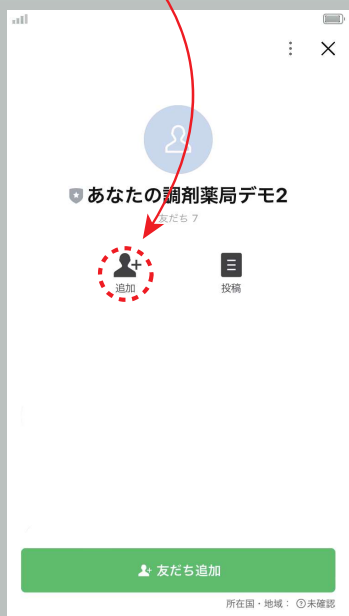 あなたの調剤薬局デモ2
友だち 7
追加
投稿
友だち追加
所在国・地域： ?未確認